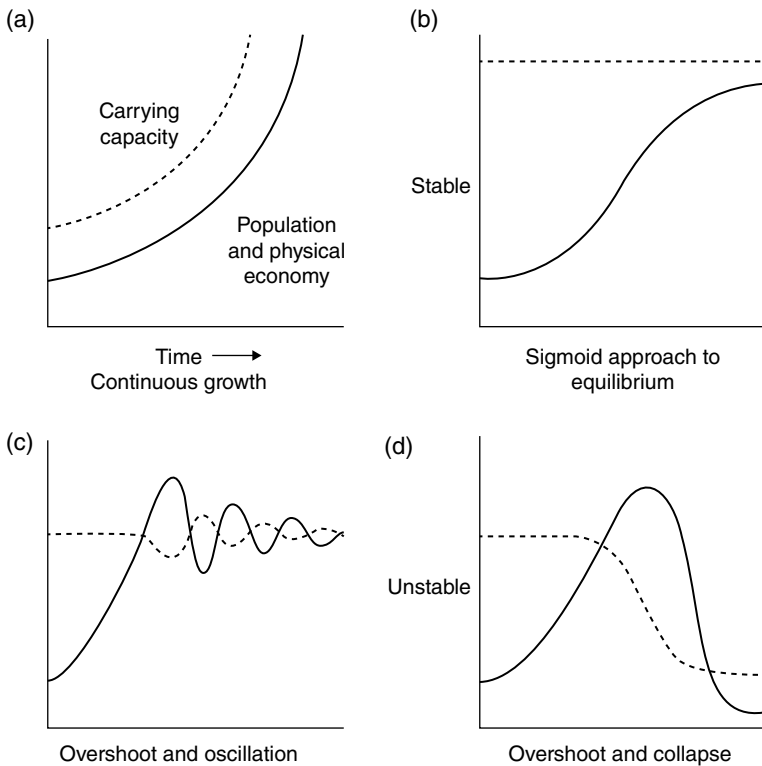 (a)
Carrying
capacity
Population
and physical
economy
Time
Continuous growth
(b)
Stable
Sigmoid approach to
equilibrium
(c)
Overshoot and oscillation
(d)
Unstable
Overshoot and collapse